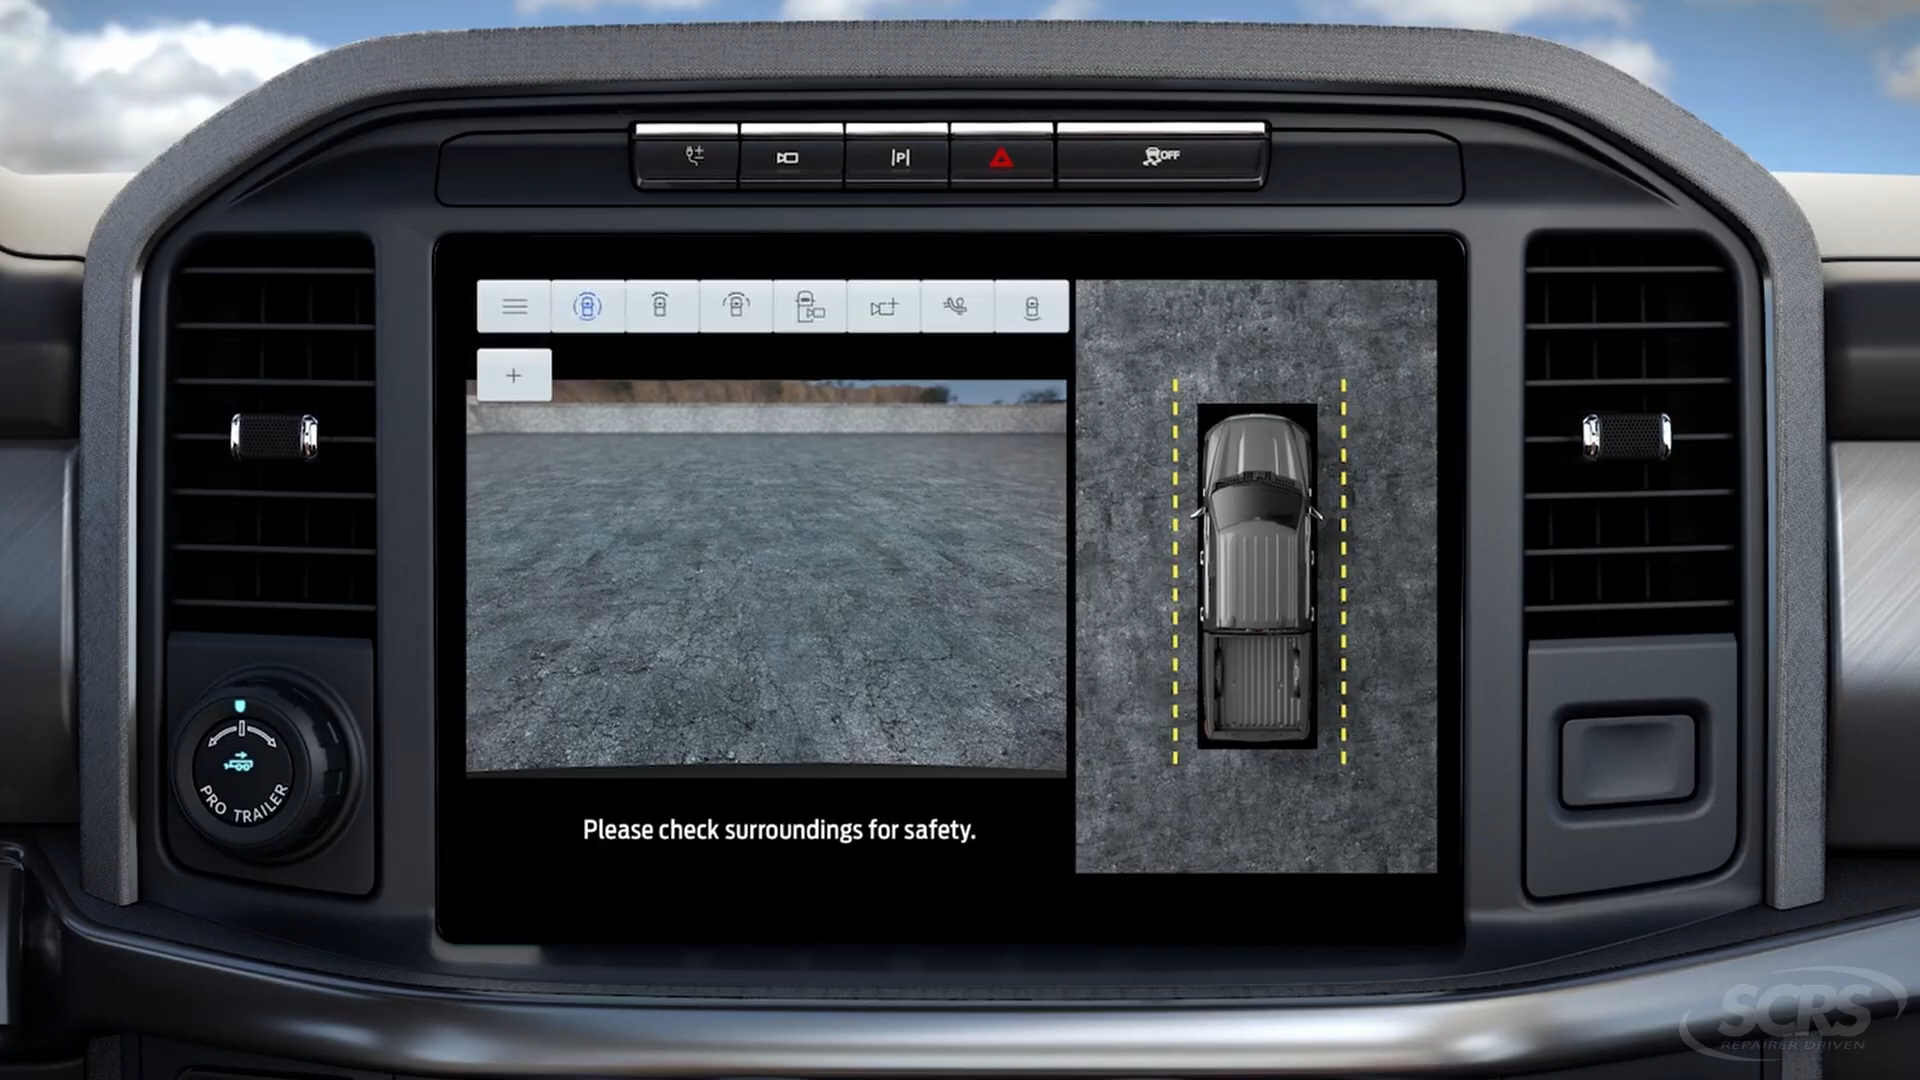 |P|
OFF
+
Please check surroundings for safety.
PRO TRAILER
SCRS
REPAIRER DRIVEN